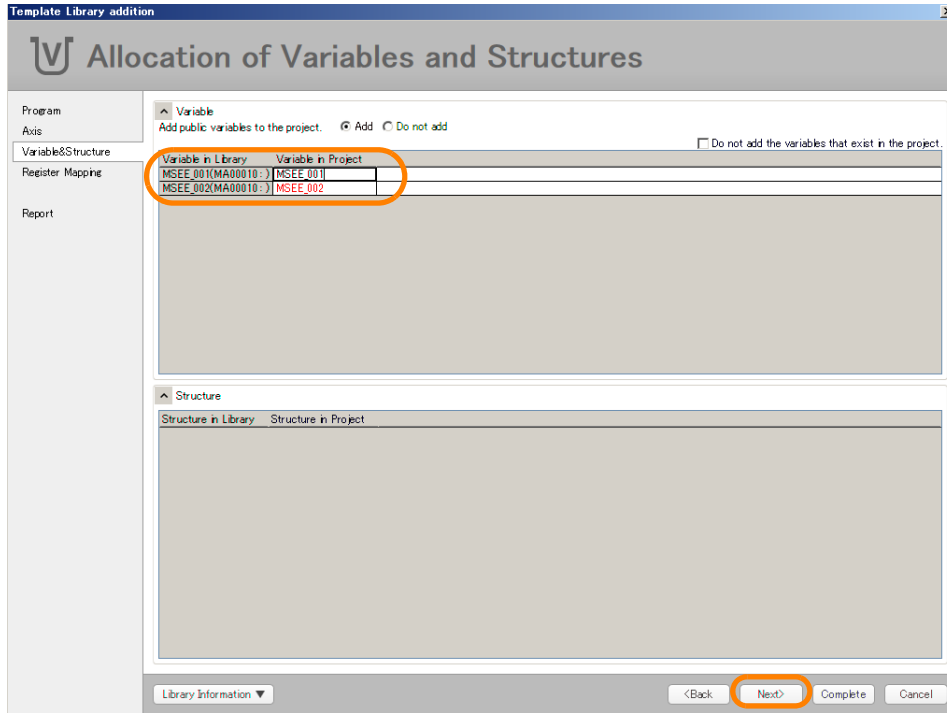 Template Library addition
Allocation of Variables and Structures
Program
Axis
Variable&Structure
Register Mapping
Report
Variable
Add public variables to the project. Add Do not add
Do not add the variables that exist in the project.
Variable in Library Variable in Project
MSEE_001(MA00010:) MSEE_001
MSEE_002(MA00010:) MSEE_002
Structure
Structure in Library Structure in Project
Library Information ▼ <Back Next> Complete Cancel